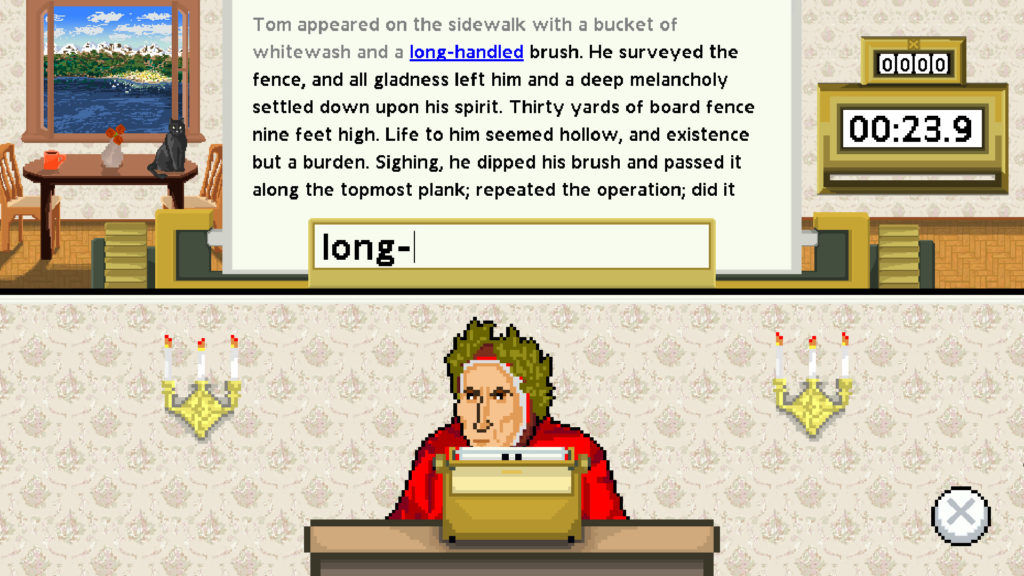 Tom appeared on the sidewalk with a bucket of
whitewash and a long-handled brush. He surveyed the
fence, and all gladness left him and a deep melancholy
settled down upon his spirit. Thirty yards of board fence
nine feet high. Life to him seemed hollow, and existence
but a burden. Sighing, he dipped his brush and passed it
along the topmost plank; repeated the operation; did it
0000
00:23.9
long-